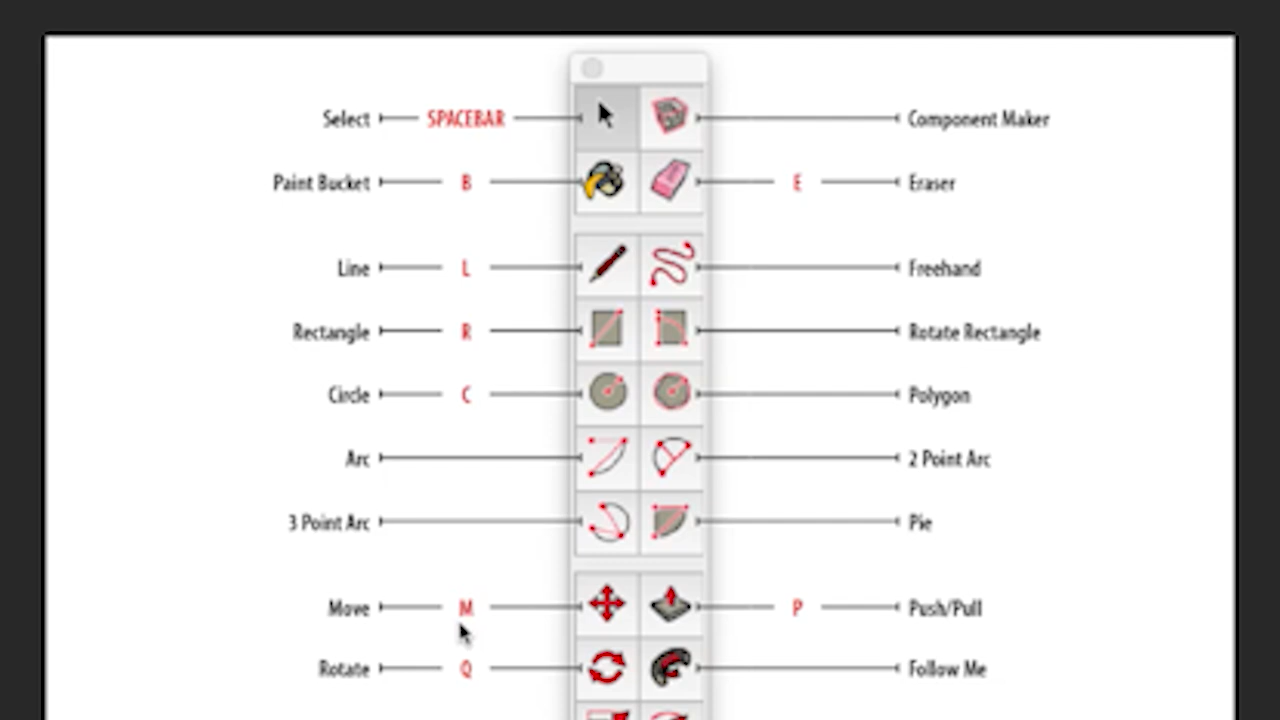 Select SPACEBAR Component Maker
Paint Bucket B E Eraser
Line L Freehand
Rectangle R Rotate Rectangle
Circle C Polygon
Arc 2 Point Arc
3 Point Arc Pie
Move M P Push/Pull
Rotate Q Follow Me